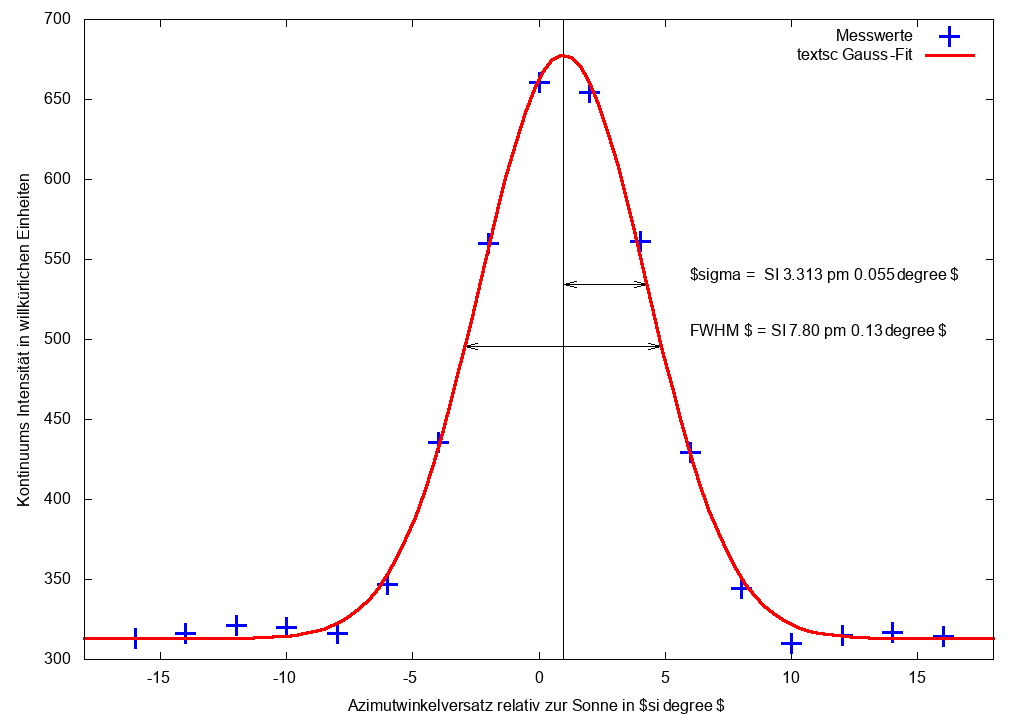 700
650
600
550
500
450
400
350
300
Kontinuums Intensität in willkürlichen Einheiten
Messwerte
textsc Gauss-Fit
$sigma = SI 3.313 pm 0.055 degree $
FWHM $ = SI 7.80 pm 0.13 degree $
-15
-10
-5
0
5
10
15
Azimutwinkelversatz relativ zur Sonne in $si degree $